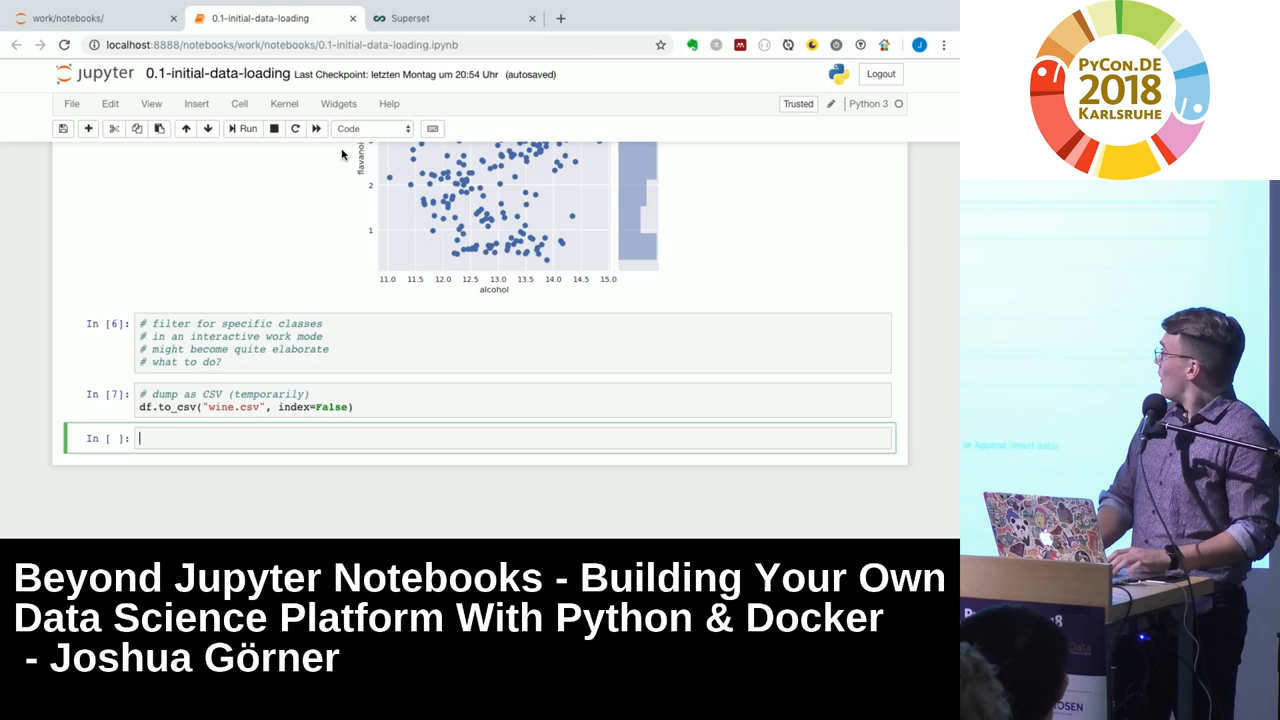 work/notebooks/
0.1-initial-data-loading
Superset
localhost:8888/notebooks/work/notebooks/0.1-initial-data-loading.ipynb
J
jupyter 0.1-initial-data-loading Last Checkpoint: letzten Montag um 20:54 Uhr (autosaved)
Logout
File Edit View Insert Cell Kernel Widgets Help
Trusted
Python 3
Run
Code
2
1
11.0 11.5 12.0 12.5 13.0 13.5 14.0 14.5 15.0
alcohol
In [6]:
# filter for specific classes
# in an interactive work mode
# might become quite elaborate
# what to do?
In [7]:
# dump as CSV (temporarily)
df.to_csv("wine.csv", index=False)
In [ ]:
PYCON.DE
2018
KARLSRUHE
Beyond Jupyter Notebooks - Building Your Own
Data Science Platform With Python & Docker
- Joshua Görner